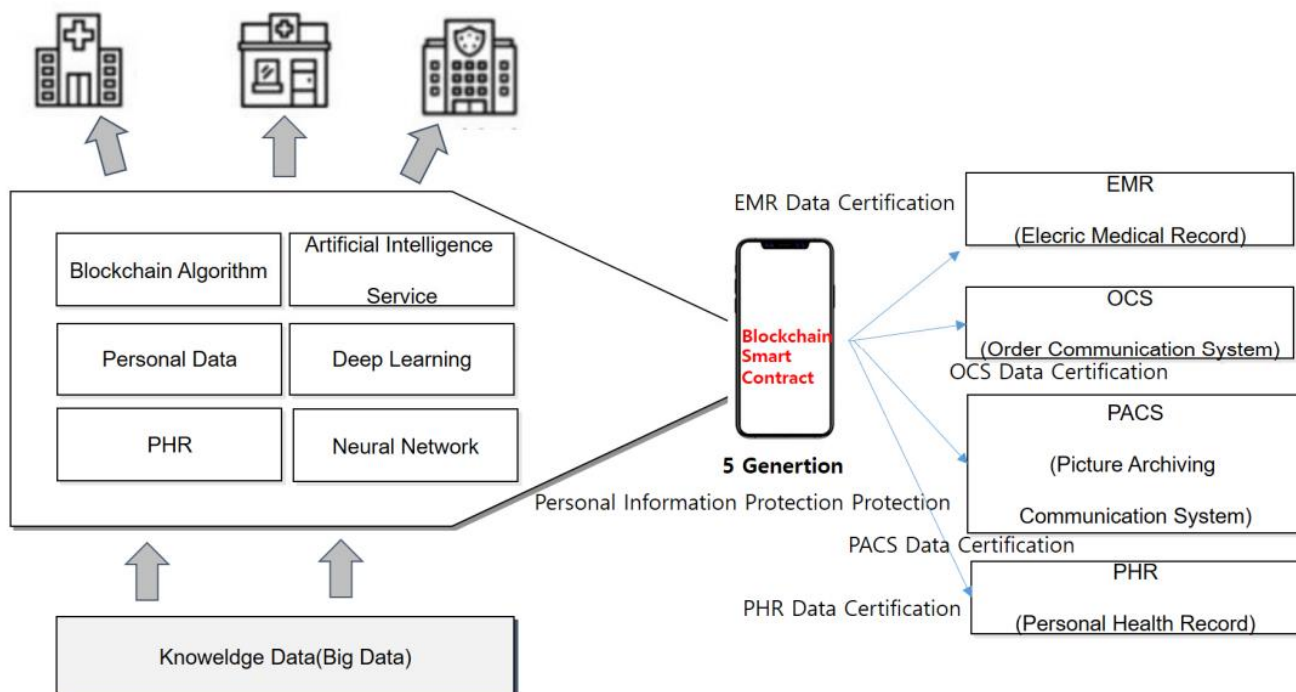 Blockchain Algorithm
Artificial Intelligence
Service
Personal Data
Deep Learning
PHR
Neural Network
Knoweldge Data(Big Data)
Blockchain
Smart
Contract
5 Genertion
Personal Information Protection Protection
EMR Data Certification
EMR
(Elecric Medical Record)
OCS
(Order Communication System)
OCS Data Certification
PACS
(Picture Archiving
Communication System)
PACS Data Certification
PHR Data Certification
PHR
(Personal Health Record)